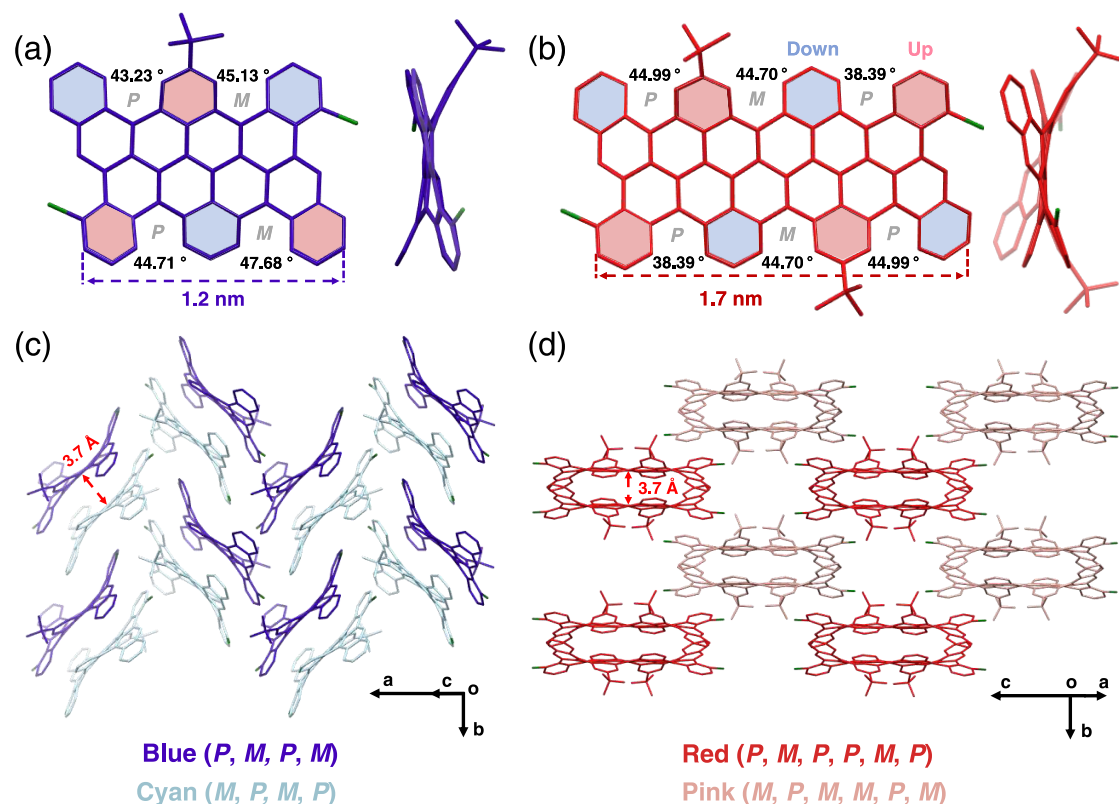 (a)
43.23 °
45.13 °
P
M
P
M
44.71 °
47.68 °
1.2 nm
(b)
Down
Up
44.99 °
44.70 °
38.39 °
P
M
P
P
M
P
38.39 °
44.70 °
44.99 °
1.7 nm
(c)
3.7 Å
a
c
o
b
Blue (P, M, P, M)
Cyan (M, P, M, P)
(d)
3.7 Å
c
o
a
b
Red (P, M, P, P, M, P)
Pink (M, P, M, M, P, M)